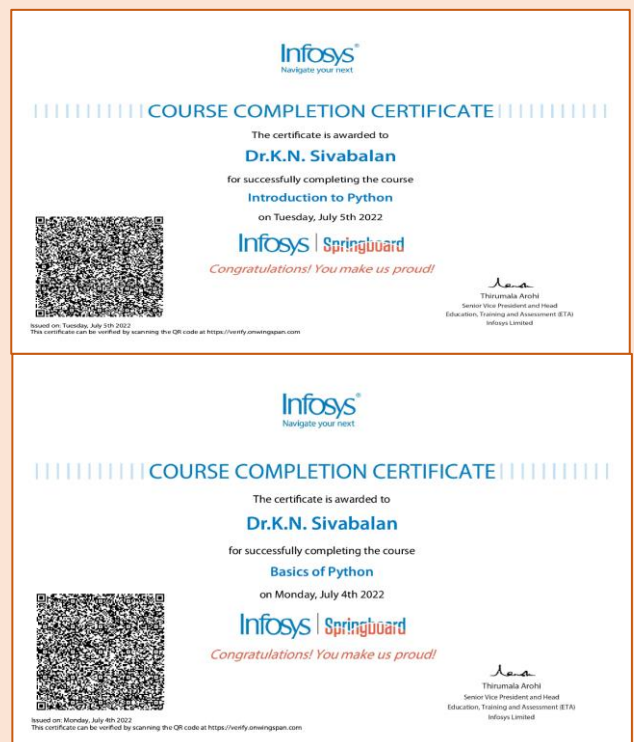 Infosys®
Navigate your next
COURSE COMPLETION CERTIFICATE
The certificate is awarded to
Dr.K.N. Sivabalan
for successfully completing the course
Introduction to Python
on Tuesday, July 5th 2022
Infosys | Springboard
Congratulations! You make us proud!
Thirumala Arohi
Senior Vice President and Head
Education, Training and Assessment (ETA)
Infosys Limited
Issued on: Tuesday, July 5th 2022
This certificate can be verified by scanning the QR code at https://verify.onwingspan.com
Infosys®
Navigate your next
COURSE COMPLETION CERTIFICATE
The certificate is awarded to
Dr.K.N. Sivabalan
for successfully completing the course
Basics of Python
on Monday, July 4th 2022
Infosys | Springboard
Congratulations! You make us proud!
Thirumala Arohi
Senior Vice President and Head
Education, Training and Assessment (ETA)
Infosys Limited
Issued on: Monday, July 4th 2022
This certificate can be verified by scanning the QR code at https://verify.onwingspan.com